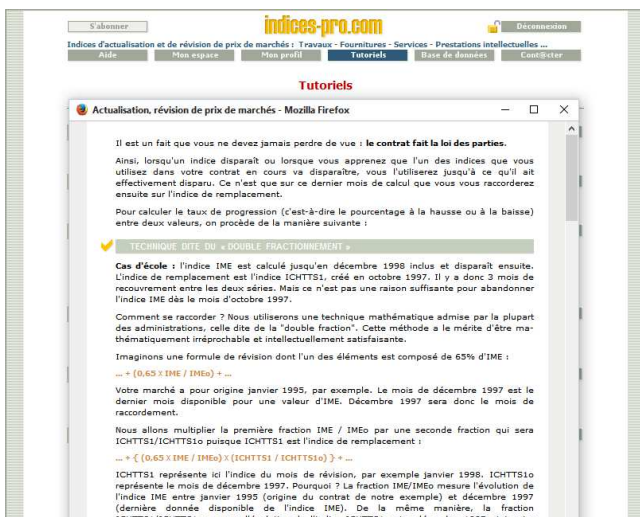 S'abonner
indices-pro.com
Déconnexion
Indices d'actualisation et de révision de prix de marchés : Travaux - Fournitures - Services - Prestations intellectuelles ...
Aide
Mon espace
Mon profil
Tutoriels
Base de données
Cont@cter
Tutoriels
Actualisation, révision de prix de marchés - Mozilla Firefox
Il est un fait que vous ne devez jamais perdre de vue : le contrat fait la loi des parties.
Ainsi, lorsqu'un indice disparaît ou lorsque vous apprenez que l'un des indices que vous
utilisez dans votre contrat en cours va disparaître, vous l'utiliserez jusqu'à ce qu'il ait
effectivement disparu. Ce n'est que sur ce dernier mois de calcul que vous vous raccorderez
ensuite sur l'indice de remplacement.
Pour calculer le taux de progression (c'est-à-dire le pourcentage à la hausse ou à la baisse)
entre deux valeurs, on procède de la manière suivante :
TECHNIQUE DITE DU « DOUBLE FRACTIONNEMENT »
Cas d'école : l'indice IME est calculé jusqu'en décembre 1998 inclus et disparaît ensuite.
L'indice de remplacement est l'indice ICHTTS1, créé en octobre 1997. Il y a donc 3 mois de
recouvrement entre les deux séries. Mais ce n'est pas une raison suffisante pour abandonner
l'indice IME dès le mois d'octobre 1997.
Comment se raccorder ? Nous utiliserons une technique mathématique admise par la plupart
des administrations, celle dite de la "double fraction". Cette méthode a le mérite d'être ma-
thématiquement irréprochable et intellectuellement satisfaisante.
Imaginons une formule de révision dont l'un des éléments est composé de 65% d'IME :
... + (0,65 X IME / IMEo) + ...
Votre marché a pour origine janvier 1995, par exemple. Le mois de décembre 1997 est le
dernier mois disponible pour une valeur d'IME. Décembre 1997 sera donc le mois de
raccordement.
Nous allons multiplier la première fraction IME / IMEo par une seconde fraction qui sera
ICHTTS1/ICHTTS1o puisque ICHTTS1 est l'indice de remplacement :
... + { (0,65 X IME / IMEo) X (ICHTTS1 / ICHTTS1o) } + ...
ICHTTS1 représente ici l'indice du mois de révision, par exemple janvier 1998. ICHTTS1o
représente le mois de décembre 1997. Pourquoi ? La fraction IME/IMEo mesure l'évolution de
l'indice IME entre janvier 1995 (origine du contrat de notre exemple) et décembre 1997
(dernière donnée disponible de l'indice IME). De la même manière, la fraction